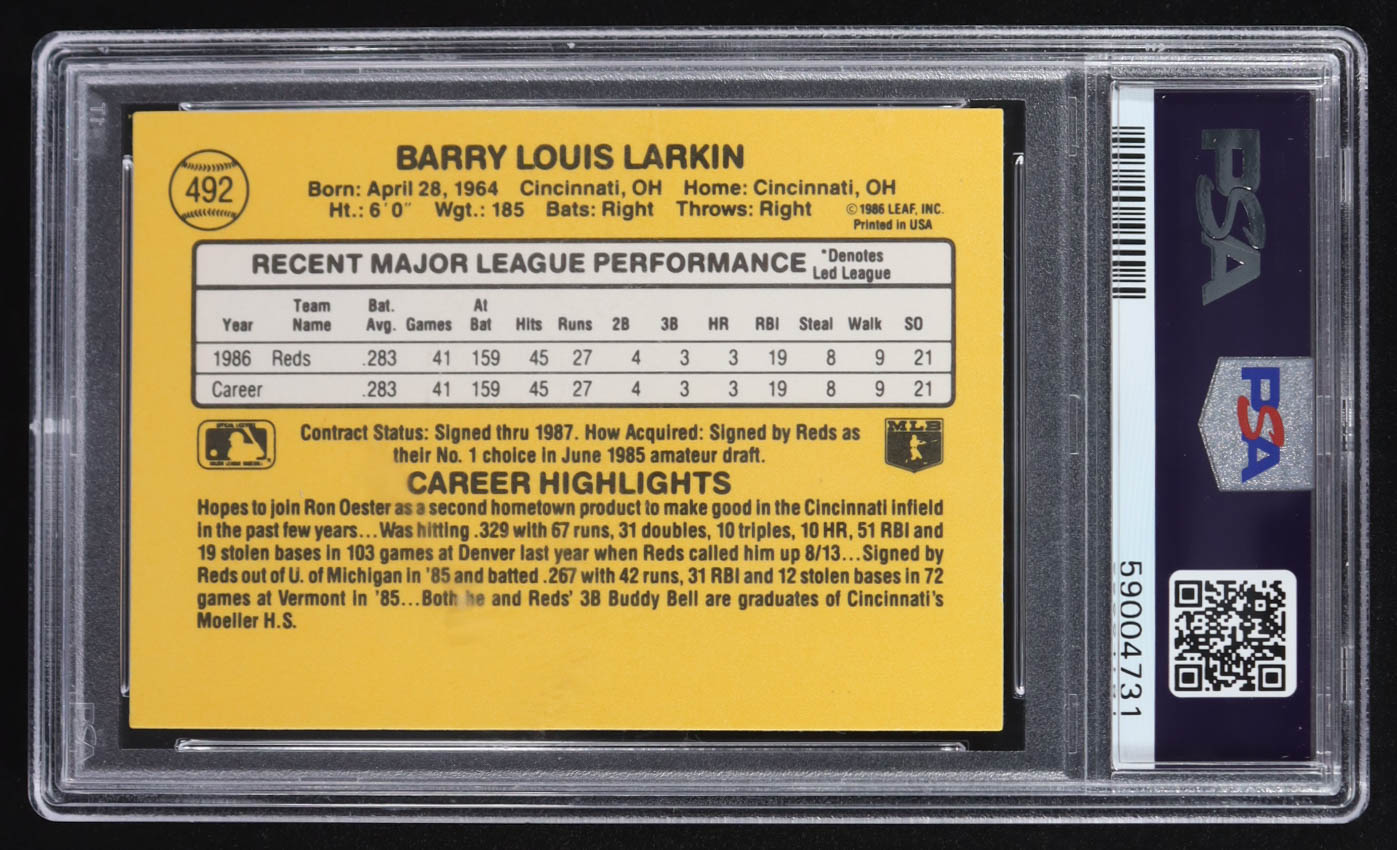 BARRY LOUIS LARKIN
492
Born: April 28, 1964 Cincinnati, OH Home: Cincinnati, OH
Ht.: 6'0" Wgt.: 185 Bats: Right Throws: Right
©1986 LEAF, INC.
Printed in USA
RECENT MAJOR LEAGUE PERFORMANCE *Denotes
Led League
Year Team Name Bat. Avg. Games At Bat Hits Runs 2B 3B HR RBI Steal Walk SO
1986 Reds .283 41 159 45 27 4 3 3 19 8 9 21
Career .283 41 159 45 27 4 3 3 19 8 9 21
Contract Status: Signed thru 1987. How Acquired: Signed by Reds as
their No. 1 choice in June 1985 amateur draft.
MLB
CAREER HIGHLIGHTS
Hopes to join Ron Oester as a second hometown product to make good in the Cincinnati infield
in the past few years...Was hitting .329 with 67 runs, 31 doubles, 10 triples, 10 HR, 51 RBI and
19 stolen bases in 103 games at Denver last year when Reds called him up 8/13...Signed by
Reds out of U. of Michigan in '85 and batted .267 with 42 runs, 31 RBI and 12 stolen bases in 72
games at Vermont in '85...Both he and Reds' 3B Buddy Bell are graduates of Cincinnati's
Moeller H.S.
PSA
PSA
59004731
PSA